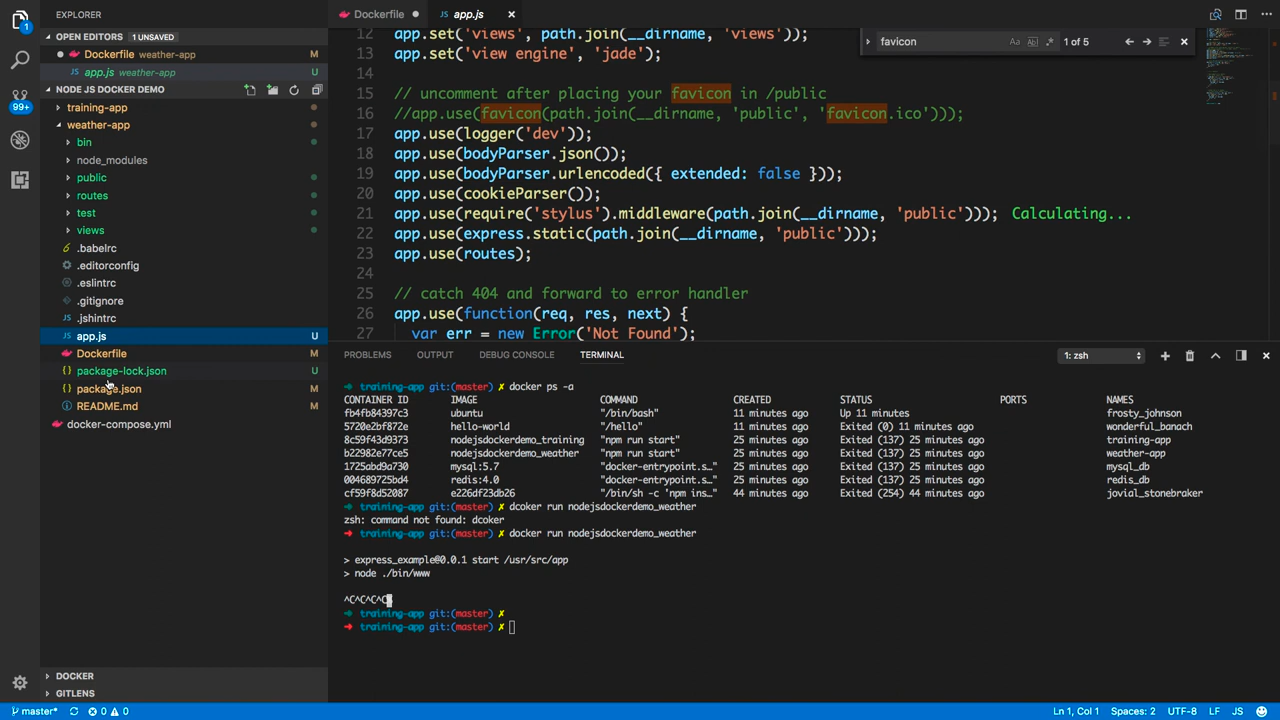 EXPLORER
OPEN EDITORS 1 UNSAVED
Dockerfile weather-app M
JS app.js weather-app U
NODE JS DOCKER DEMO
training-app
weather-app
bin
node_modules
public
routes
test
views
.babelrc
.editorconfig
.eslintrc
.gitignore
JS .jshintrc
JS app.js U
Dockerfile M
{} package-lock.json U
{} package.json M
README.md M
docker-compose.yml
DOCKER
GITLENS
1
99+
Dockerfile
JS app.js
favicon Aa Abl .* 1 of 5
12 app.set('views', path.join(__dirname, 'views'));
13 app.set('view engine', 'jade');
14
15 // uncomment after placing your favicon in /public
16 //app.use(favicon(path.join(__dirname, 'public', 'favicon.ico')));
17 app.use(logger('dev'));
18 app.use(bodyParser.json());
19 app.use(bodyParser.urlencoded({ extended: false }));
20 app.use(cookieParser());
21 app.use(require('stylus').middleware(path.join(__dirname, 'public'))); Calculating...
22 app.use(express.static(path.join(__dirname, 'public')));
23 app.use(routes);
24
25 // catch 404 and forward to error handler
26 app.use(function(req, res, next) {
27 var err = new Error('Not Found');
PROBLEMS OUTPUT DEBUG CONSOLE TERMINAL 1: zsh
➜ training-app git:(master) ✗ docker ps -a
CONTAINER ID IMAGE COMMAND CREATED STATUS PORTS NAMES
fb4fb84397c3 ubuntu "/bin/bash" 11 minutes ago Up 11 minutes frosty_johnson
5720e2bf872e hello-world "/hello" 11 minutes ago Exited (0) 11 minutes ago wonderful_banach
8c59f43d9373 nodejsdockerdemo_training "npm run start" 25 minutes ago Exited (137) 25 minutes ago training-app
b22982e77ce5 nodejsdockerdemo_weather "npm run start" 25 minutes ago Exited (137) 25 minutes ago weather-app
1725abd9a730 mysql:5.7 "docker-entrypoint.s…" 25 minutes ago Exited (137) 25 minutes ago mysql_db
004689725bd4 redis:4.0 "docker-entrypoint.s…" 25 minutes ago Exited (137) 25 minutes ago redis_db
cf59f8d52087 e226df23db26 "/bin/sh -c 'npm ins…" 44 minutes ago Exited (254) 44 minutes ago jovial_stonebraker
➜ training-app git:(master) ✗ dcoker run nodejsdockerdemo_weather
zsh: command not found: dcoker
➜ training-app git:(master) ✗ docker run nodejsdockerdemo_weather
> express_example@0.0.1 start /usr/src/app
> node ./bin/www
^C^C^C^C
➜ training-app git:(master) ✗
➜ training-app git:(master) ✗
master* 0 0 Ln 1, Col 1 Spaces: 2 UTF-8 LF JS